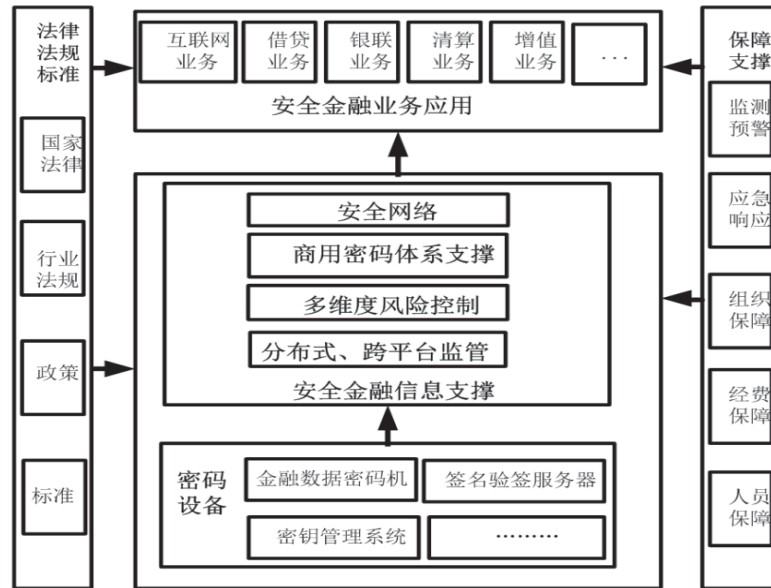 法律
法规
标准
国家
法律
行业
法规
政策
标准
互联网
业务
借贷
业务
银联
业务
清算
业务
增值
业务
...
安全金融业务应用
安全网络
商用密码体系支撑
多维度风险控制
分布式、跨平台监管
安全金融信息支撑
密码
设备
金融数据密码机
签名验签服务器
密钥管理系统
………
保障
支撑
监测
预警
应急
响应
组织
保障
经费
保障
人员
保障